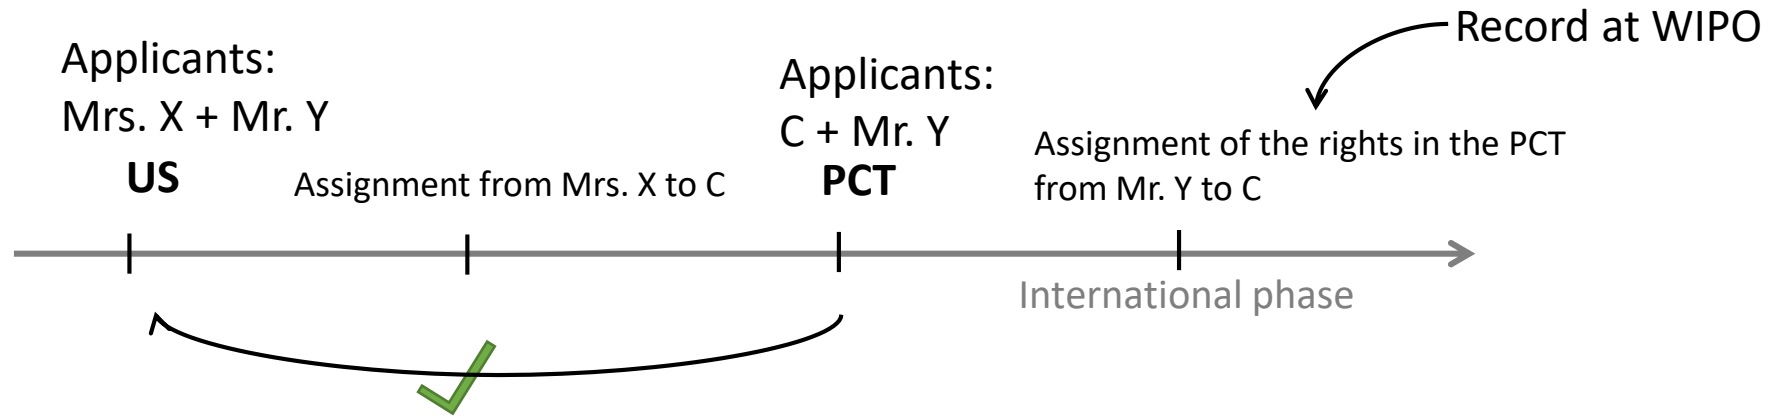 Record at WIPO
Applicants:
Mrs. X + Mr. Y
US
Assignment from Mrs. X to C
Applicants:
C + Mr. Y
PCT
Assignment of the rights in the PCT
from Mr. Y to C
International phase